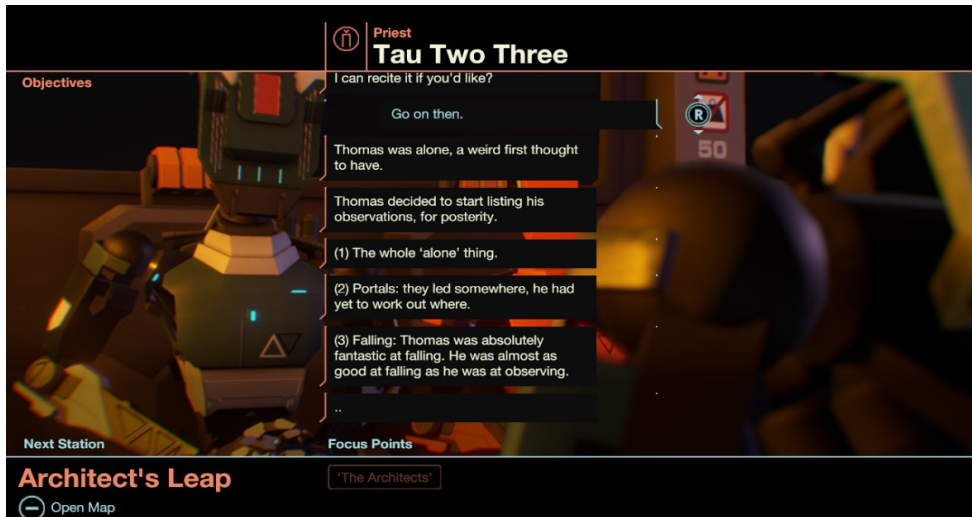 Priest
Tau Two Three
Objectives
I can recite it if you'd like?
Go on then.
R
50
Thomas was alone, a weird first thought
to have.
Thomas decided to start listing his
observations, for posterity.
(1) The whole 'alone' thing.
(2) Portals: they led somewhere, he had
yet to work out where.
(3) Falling: Thomas was absolutely
fantastic at falling. He was almost as
good at falling as he was at observing.
..
Next Station
Focus Points
Architect's Leap
'The Architects'
Open Map